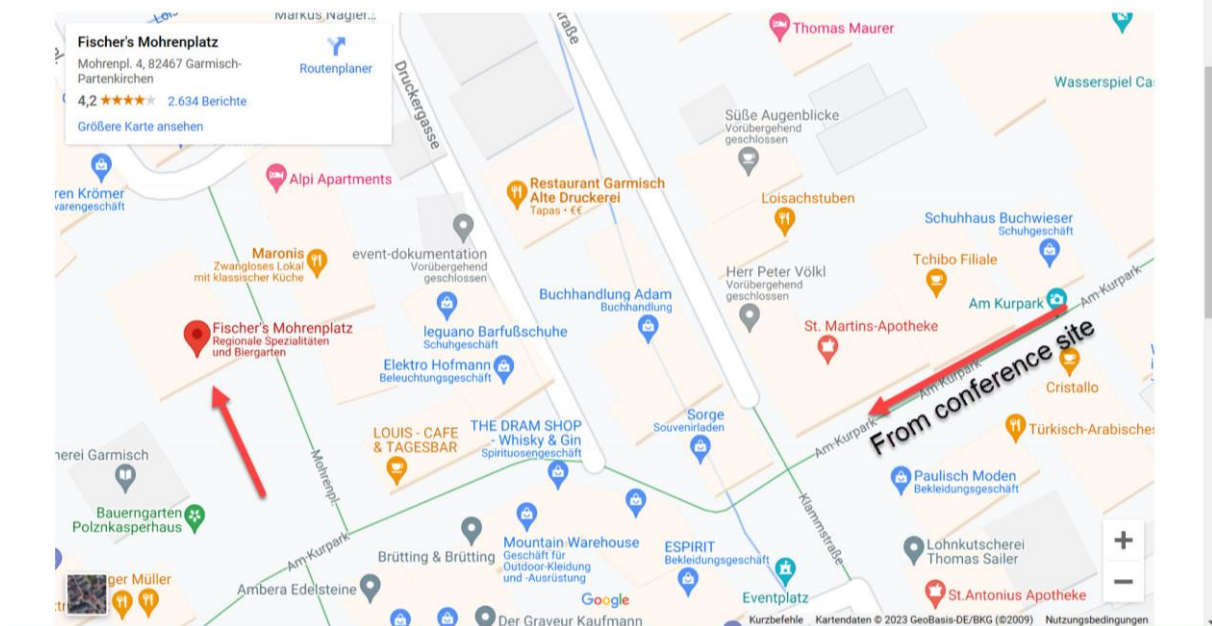 Markus Nagler...
Fischer's Mohrenplatz
Mohrenpl. 4, 82467 Garmisch-
Partenkirchen
4,2
2.634 Berichte
Größere Karte ansehen
Routenplaner
Druckergasse
Thomas Maurer
Wasserspiel
Süße Augenblicke
Vorübergehend
geschlossen
Alpi Apartments
Restaurant Garmisch
Alte Druckerei
Tapas • €€
Loisachstuben
Krömer
Schuhhaus Buchwieser
Schuhgeschäft
Maronis
Zwangloses Lokal
mit klassischer Küche
event-dokumentation
Vorübergehend
geschlossen
Tchibo Filiale
Herr Peter Völkl
Vorübergehend
geschlossen
Buchhandlung Adam
Buchhandlung
Am Kurpark
Am-Kurpark
Fischer's Mohrenplatz
Regionale Spezialitäten
und Biergarten
leguano Barfußschuhe
Schuhgeschäft
St. Martins-Apotheke
From conference site
Elektro Hofmann
Beleuchtungsgeschäft
Am-Kurpark
Cristallo
LOUIS - CAFE
& TAGESBAR
THE DRAM SHOP
- Whisky & Gin
Spirituosengeschäft
Sorge
Souvenirladen
Am-Kurpark
Türkisch-Arabisches
Garmisch
Mohrenpl.
Paulisch Moden
Bekleidungsgeschäft
Bauerngarten
Polznkasperhaus
Klammstraße
Am-Kurpark
Brütting & Brütting
Mountain Warehouse
Geschäft für
Outdoor-Kleidung
und -Ausrüstung
ESPIRIT
Bekleidungsgeschäft
Lohnkutscherei
Thomas Sailer
Müller
Ambera Edelsteine
Eventplatz
St.Antonius Apotheke
Google
Der Graveur Kaufmann
Kurzbefehle
Kartendaten © 2023 GeoBasis-DE/BKG (©2009)
Nutzungsbedingungen